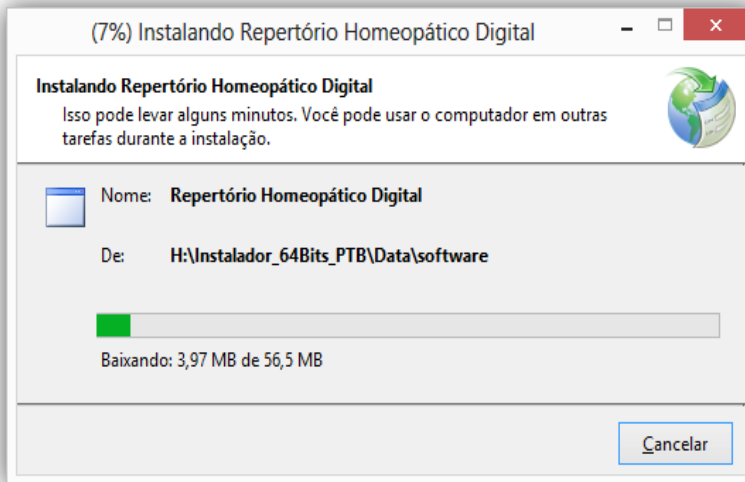 (7%) Instalando Repertório Homeopático Digital
Instalando Repertório Homeopático Digital
Isso pode levar alguns minutos. Você pode usar o computador em outras
tarefas durante a instalação.
Nome: Repertório Homeopático Digital
De: H:\Instalador_64Bits_PTB\Data\software
Baixando: 3,97 MB de 56,5 MB
Cancelar